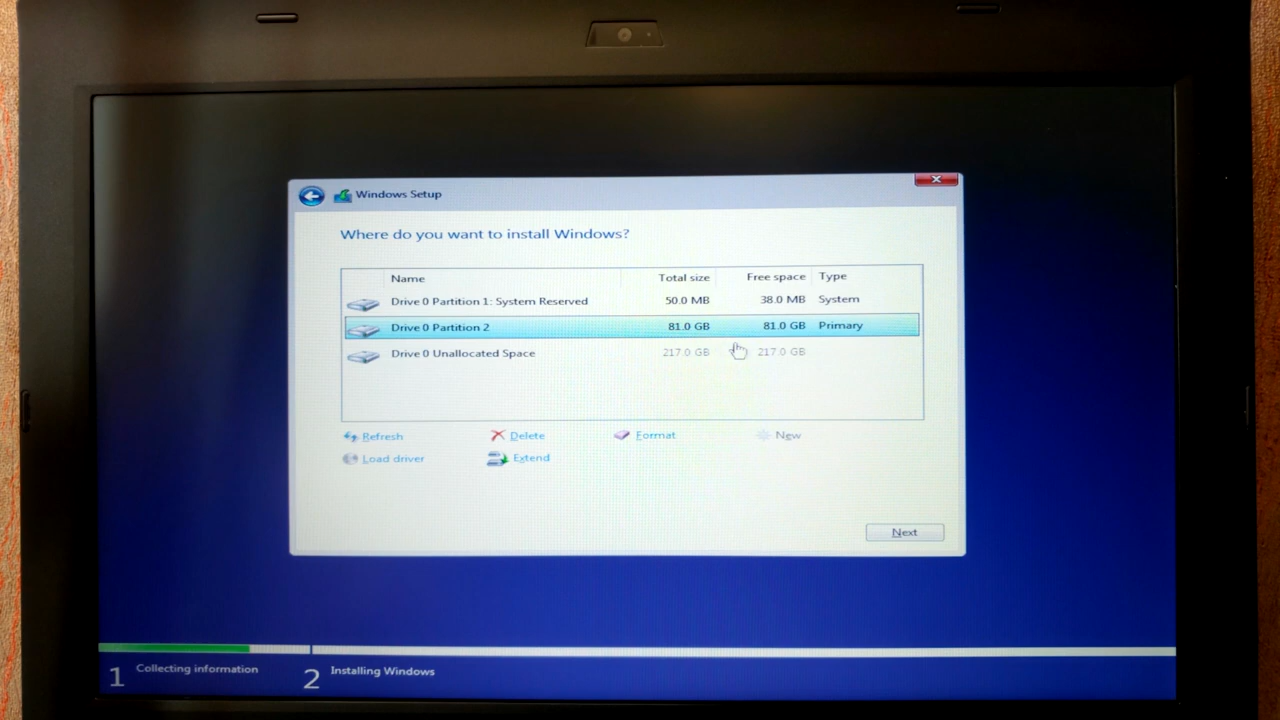 Windows Setup
Where do you want to install Windows?
Name Total size Free space Type
Drive 0 Partition 1: System Reserved 50.0 MB 38.0 MB System
Drive 0 Partition 2 81.0 GB 81.0 GB Primary
Drive 0 Unallocated Space 217.0 GB 217.0 GB
Refresh Delete Format New
Load driver Extend
Next
1 Collecting information 2 Installing Windows